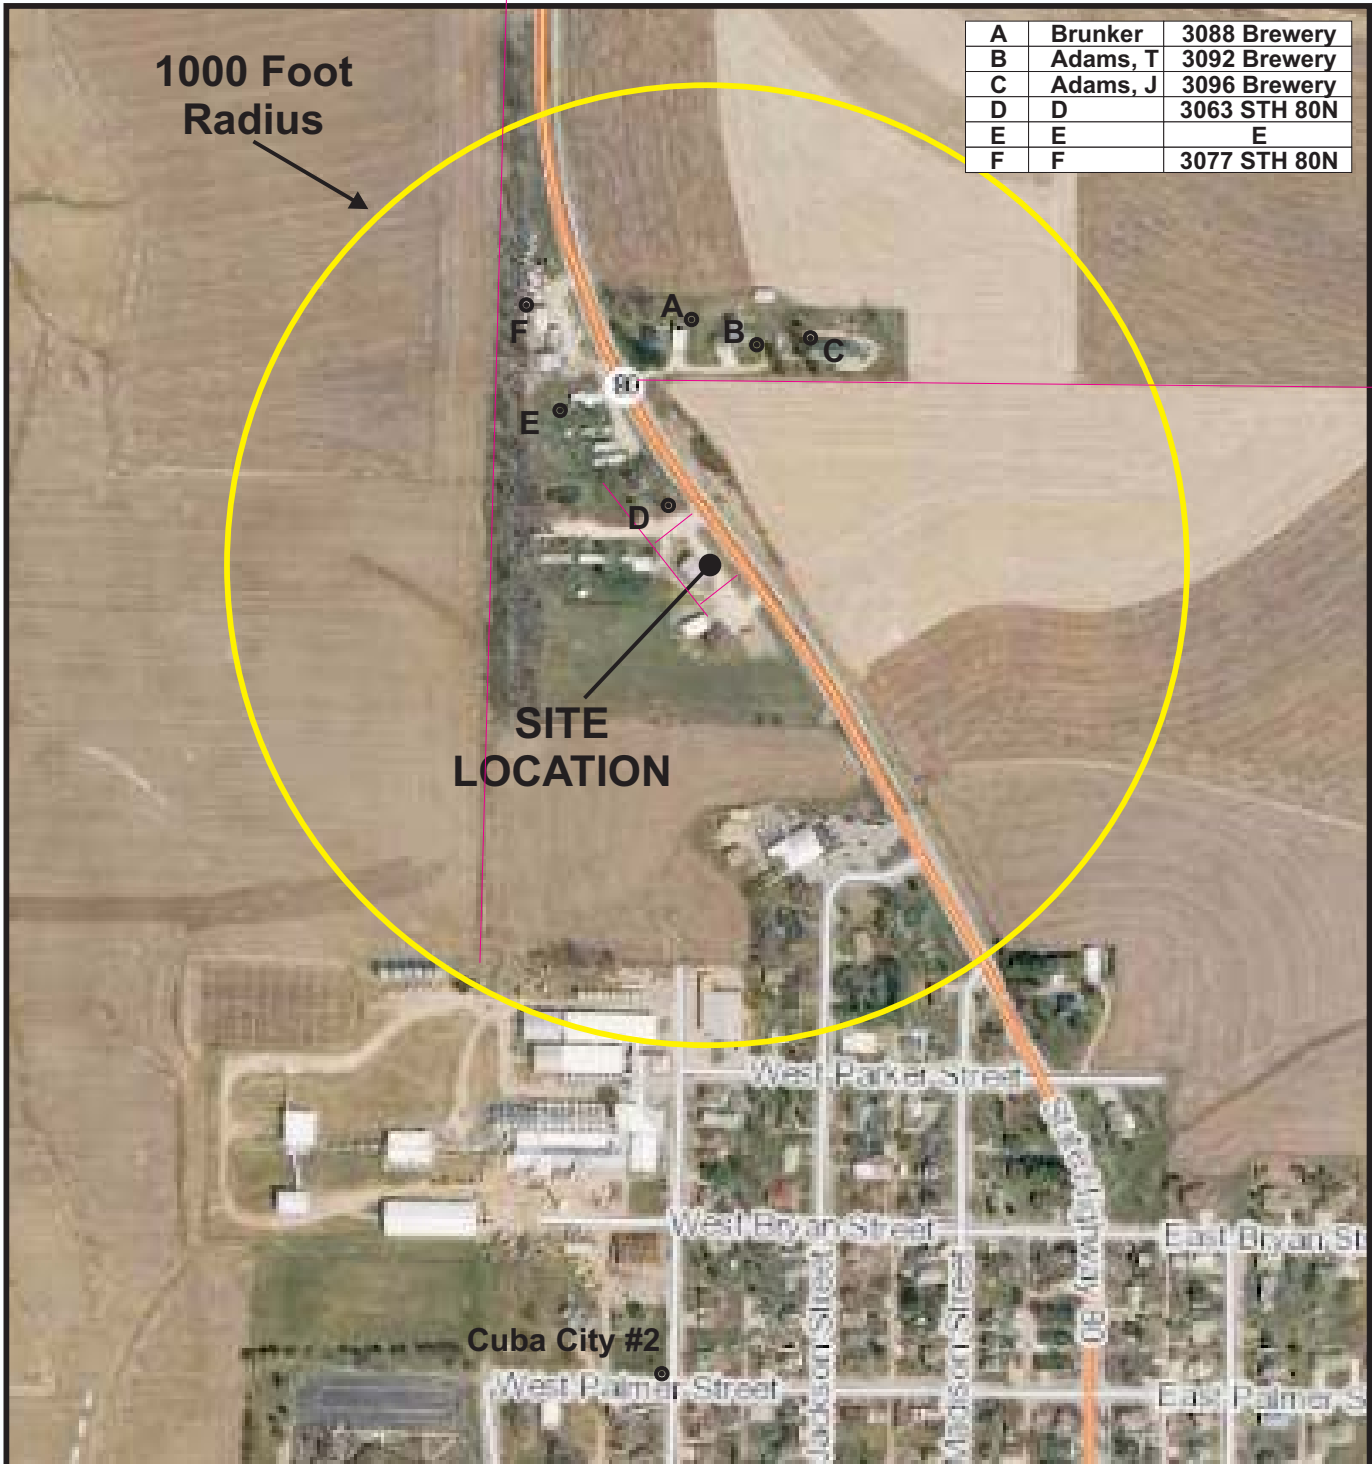 1000 Foot
Radius
A Brunker 3088 Brewery
B Adams, T 3092 Brewery
C Adams, J 3096 Brewery
D D 3063 STH 80N
E E E
F F 3077 STH 80N
A
B
C
F
E
D
80
SITE
LOCATION
West Parker Street
State Highway 80
West Bryan Street
East Bryan St
Jackson Street
Madison Street
Cuba City #2
West Palmer Street
East Palmer S